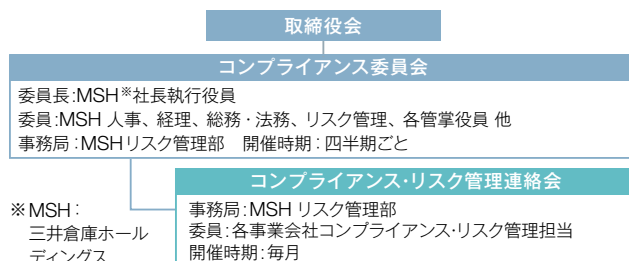 取締役会
コンプライアンス委員会
委員長:MSH※社長執行役員
委員:MSH 人事、経理、総務・法務、リスク管理、各管掌役員 他
事務局:MSHリスク管理部　開催時期:四半期ごと
コンプライアンス・リスク管理連絡会
事務局:MSH リスク管理部
委員:各事業会社コンプライアンス・リスク管理担当
開催時期:毎月
※MSH:
三井倉庫ホール
ディングス